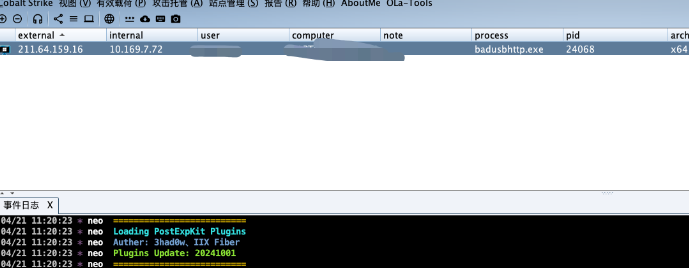 Cobalt Strike 视图 (V) 有效载荷 (P) 攻击托管 (A) 站点管理 (S) 报告 (R) 帮助 (H) AboutMe OLa-Tools
external internal user computer note process pid arch
211.64.159.16 10.169.7.72 badusbhttp.exe 24068 x64
事件日志 X
04/21 11:20:23 * neo ==========================
04/21 11:20:23 * neo Loading PostExpKit Plugins
04/21 11:20:23 * neo Auther: 3had0w、IIX Fiber
04/21 11:20:23 * neo Plugins Update: 20241001
04/21 11:20:23 * neo ==========================